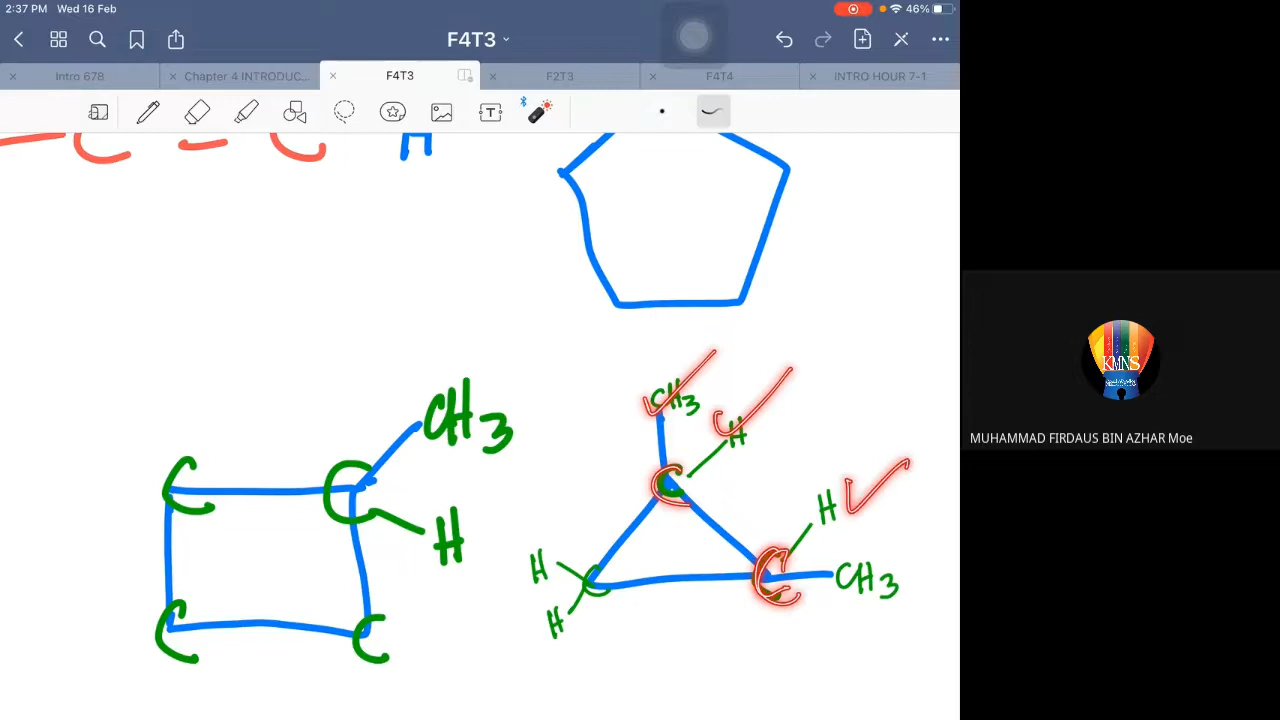 2:37 PM Wed 16 Feb
46%
F4T3
Intro 678
Chapter 4 INTRODUC...
F4T3
F2T3
F4T4
INTRO HOUR 7-1
T
C - C H
CH3
H
C
C
C
C
H
CH3
H
C
H
C
CH3
H
H
C
KMNS
MUHAMMAD FIRDAUS BIN AZHAR Moe